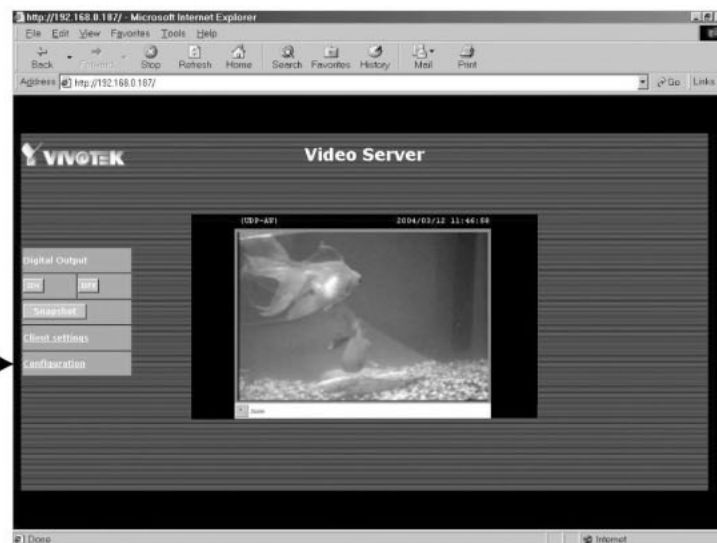 http://192.168.0.187/ - Microsoft Internet Explorer
File Edit View Favorites Tools Help
Back Forward Stop Refresh Home Search Favorites History Mail Print
Address http://192.168.0.187/ Go Links
VIVOTEK
Video Server
(UDP-AV) 2004/03/12 11:46:58
Digital Output
ON OFF
Snapshot
Client settings
Configuration
Done Internet